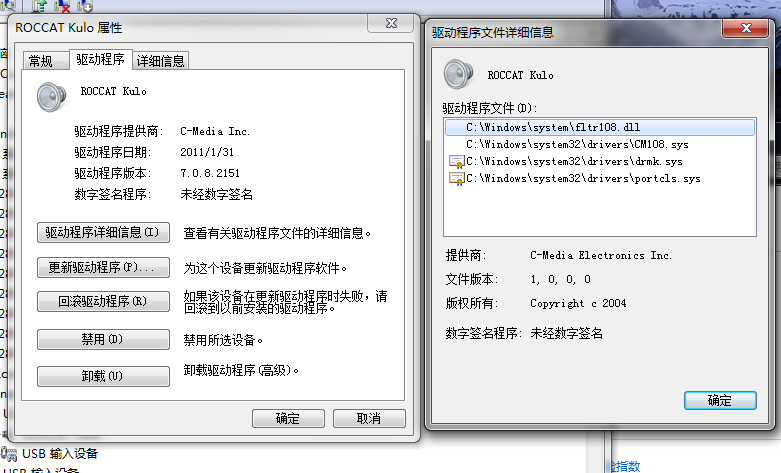 ROCCAT Kulo 属性
常规
驱动程序
详细信息
ROCCAT Kulo
驱动程序提供商: C-Media Inc.
驱动程序日期: 2011/1/31
驱动程序版本: 7.0.8.2151
数字签名程序: 未经数字签名
驱动程序详细信息(I)
查看有关驱动程序文件的详细信息。
更新驱动程序(P)...
为这个设备更新驱动程序软件。
回滚驱动程序(R)
如果该设备在更新驱动程序时失败，请
回滚到以前安装的驱动程序。
禁用(D)
禁用所选设备。
卸载(U)
卸载驱动程序(高级)。
确定
取消
驱动程序文件详细信息
ROCCAT Kulo
驱动程序文件(D):
C:\Windows\system\fltr108.dll
C:\Windows\system32\drivers\CM108.sys
C:\Windows\system32\drivers\drmk.sys
C:\Windows\system32\drivers\portcls.sys
提供商: C-Media Electronics Inc.
文件版本: 1, 0, 0, 0
版权所有: Copyright c 2004
数字签名程序: 未经数字签名
确定
USB 输入设备
USB 输入设备
指数